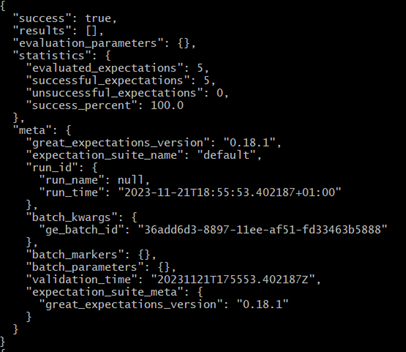 {
  "success": true,
  "results": [],
  "evaluation_parameters": {},
  "statistics": {
    "evaluated_expectations": 5,
    "successful_expectations": 5,
    "unsuccessful_expectations": 0,
    "success_percent": 100.0
  },
  "meta": {
    "great_expectations_version": "0.18.1",
    "expectation_suite_name": "default",
    "run_id": {
      "run_name": null,
      "run_time": "2023-11-21T18:55:53.402187+01:00"
    },
    "batch_kwargs": {
      "ge_batch_id": "36add6d3-8897-11ee-af51-fd33463b5888"
    },
    "batch_markers": {},
    "batch_parameters": {},
    "validation_time": "20231121T175553.402187Z",
    "expectation_suite_meta": {
      "great_expectations_version": "0.18.1"
    }
  }
}